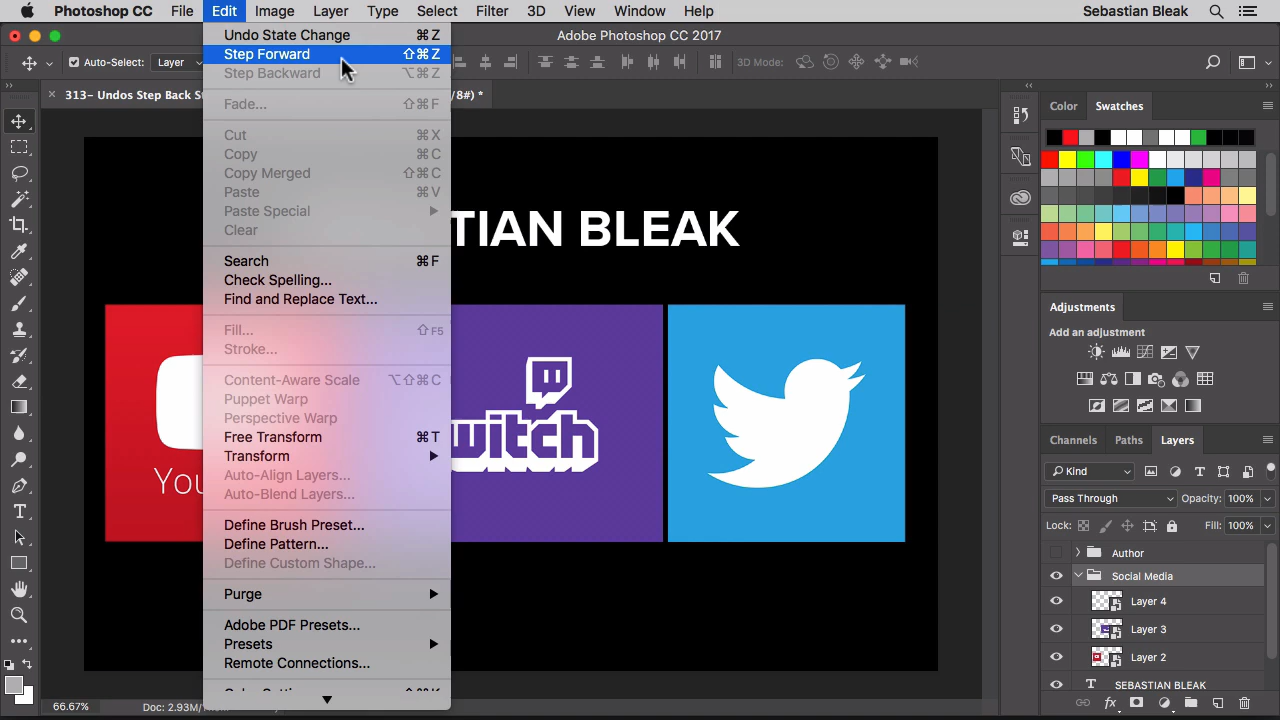 Photoshop CC File Edit Image Layer Type Select Filter 3D View Window Help Sebastian Bleak
Adobe Photoshop CC 2017
Auto-Select: Layer 3D Mode:
313- Undos Step Back S /8#) *
Undo State Change ⌘Z
Step Forward ⇧⌘Z
Step Backward ⌥⌘Z
Fade... ⇧⌘F
Cut ⌘X
Copy ⌘C
Copy Merged ⇧⌘C
Paste ⌘V
Paste Special
Clear
Search ⌘F
Check Spelling...
Find and Replace Text...
Fill... ⇧F5
Stroke...
Content-Aware Scale ⌥⇧⌘C
Puppet Warp
Perspective Warp
Free Transform ⌘T
Transform
Auto-Align Layers...
Auto-Blend Layers...
Define Brush Preset...
Define Pattern...
Define Custom Shape...
Purge
Adobe PDF Presets...
Presets
Remote Connections...
TIAN BLEAK
You
witch
Color Swatches
Adjustments
Add an adjustment
Channels Paths Layers
Kind
Pass Through Opacity: 100%
Lock: Fill: 100%
Author
Social Media
Layer 4
Layer 3
Layer 2
T SEBASTIAN BLEAK
fx
66.67% Doc: 2.93M/